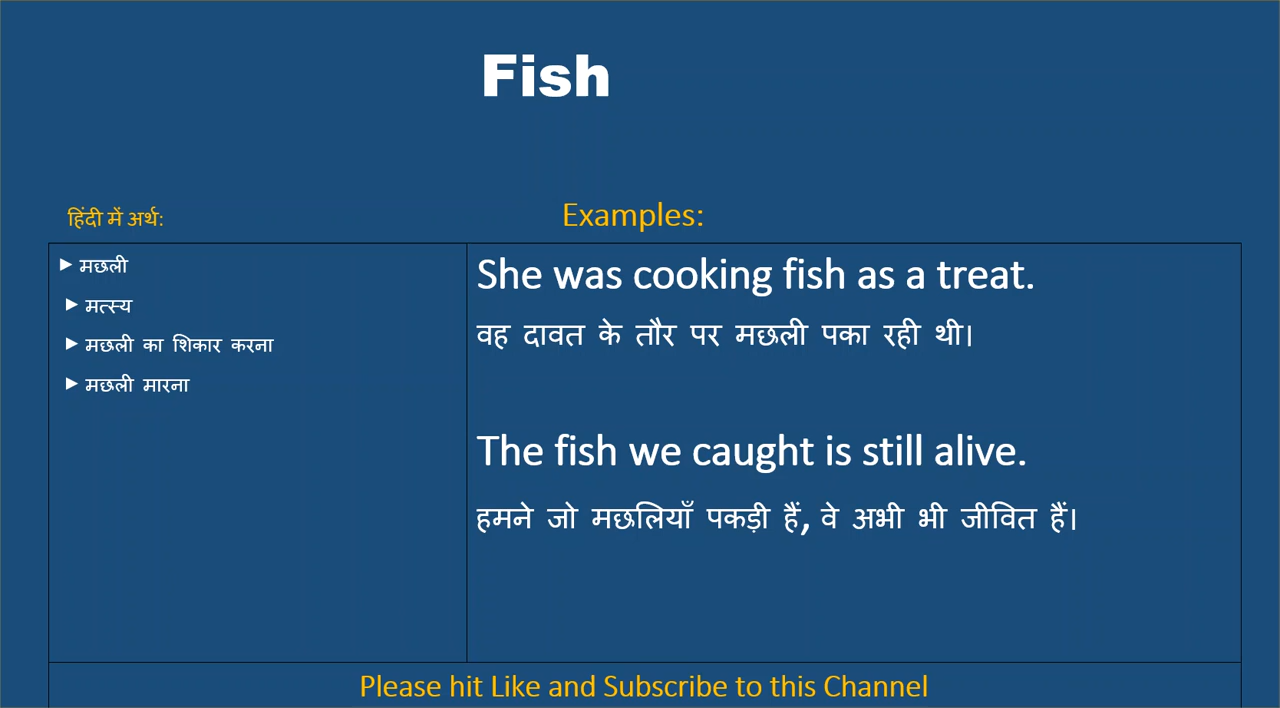 Fish
हिंदी में अर्थ:
Examples:
► मछली
► मत्स्य
► मछली का शिकार करना
► मछली मारना
She was cooking fish as a treat.
वह दावत के तौर पर मछली पका रही थी।
The fish we caught is still alive.
हमने जो मछलियाँ पकड़ी हैं, वे अभी भी जीवित हैं।
Please hit Like and Subscribe to this Channel